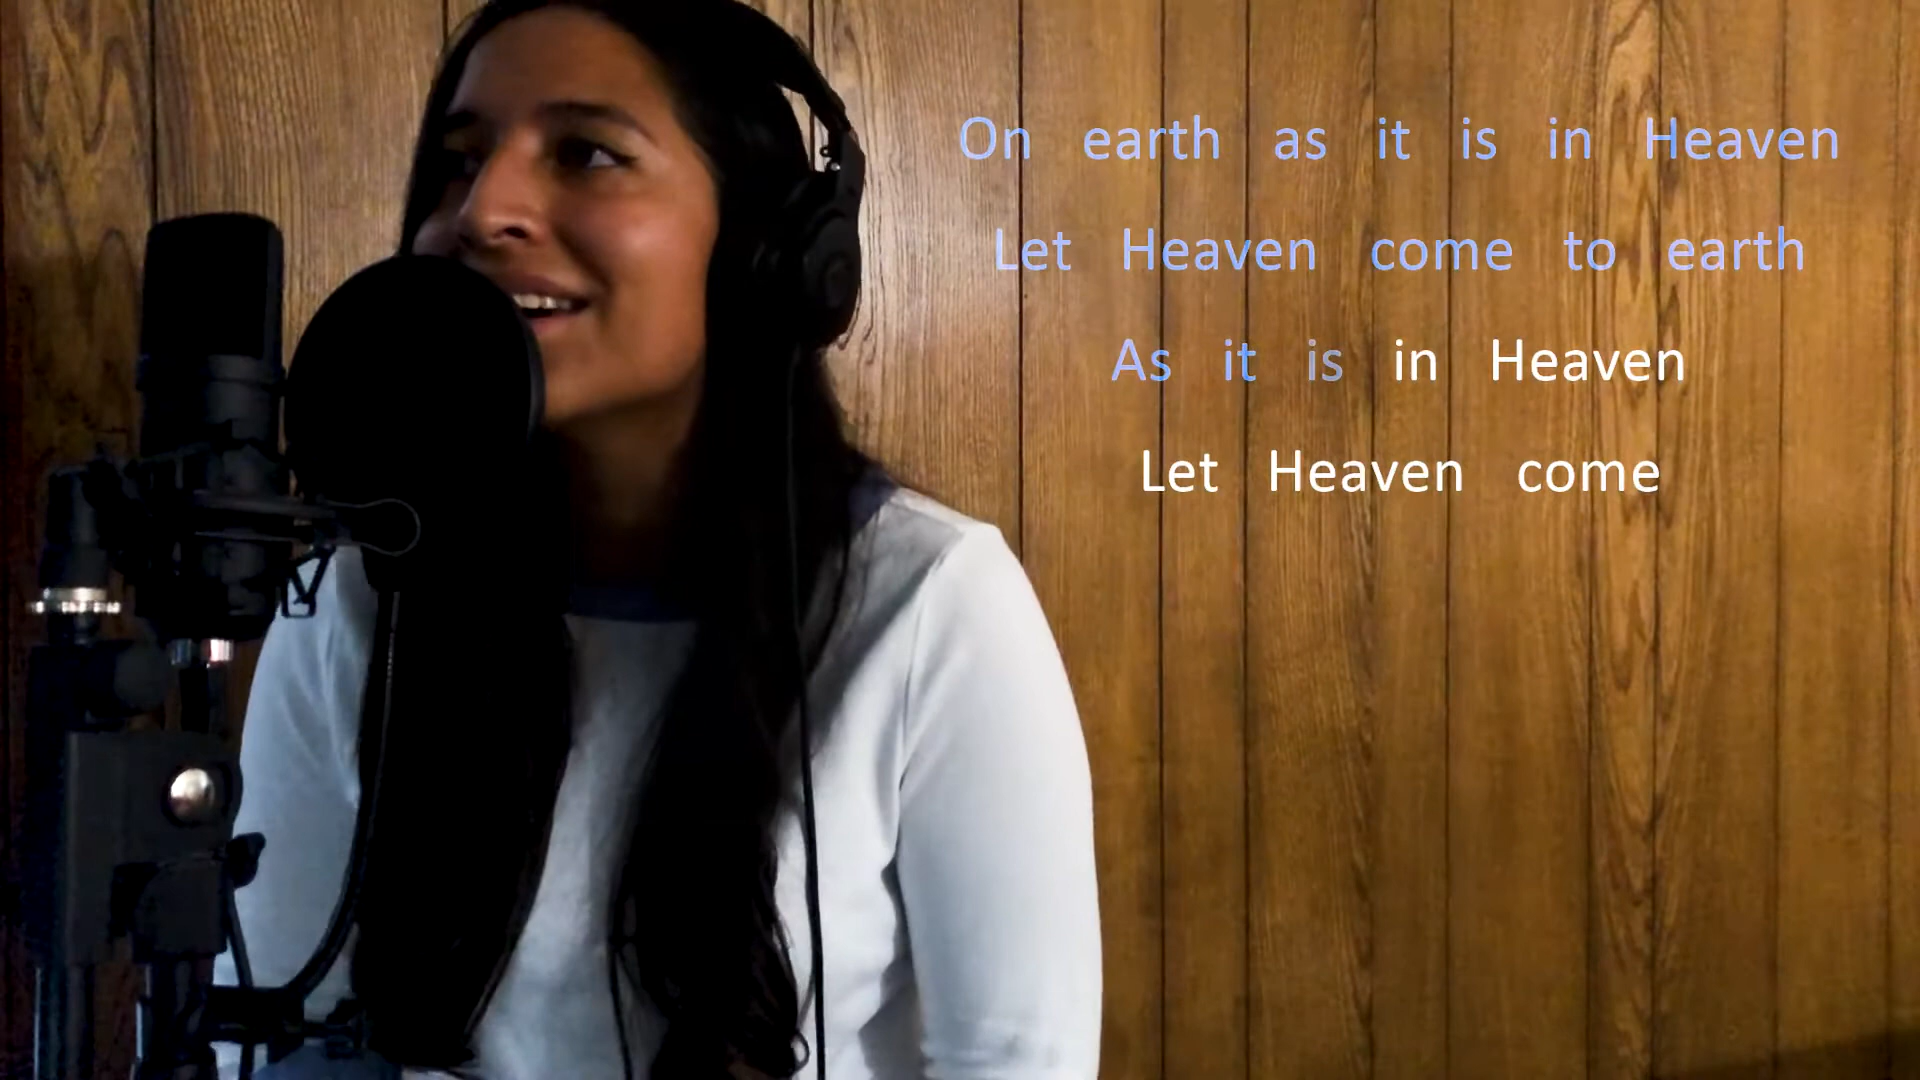 On earth as it is in Heaven
Let Heaven come to earth
As it is in Heaven
Let Heaven come